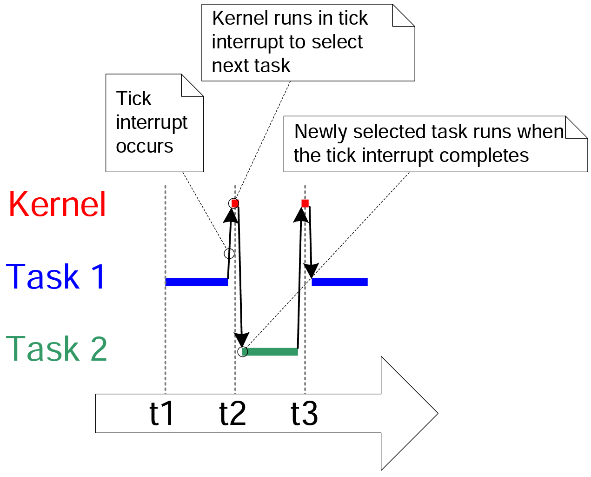 Kernel runs in tick
interrupt to select
next task
Tick
interrupt
occurs
Newly selected task runs when
the tick interrupt completes
Kernel
Task 1
Task 2
t1 t2 t3